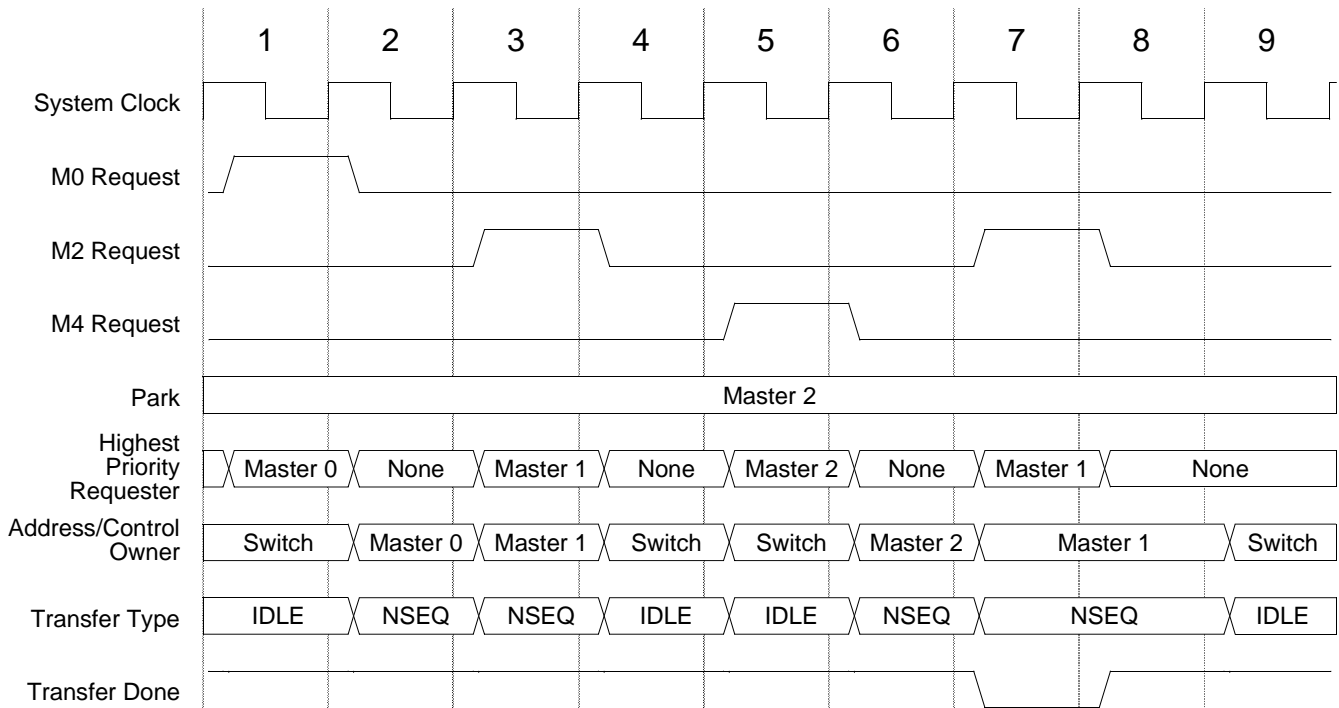 1 2 3 4 5 6 7 8 9
System Clock
M0 Request
M2 Request
M4 Request
Park
Master 2
Highest
Priority
Requester
Master 0 None Master 1 None Master 2 None Master 1 None
Address/Control
Owner
Switch Master 0 Master 1 Switch Switch Master 2 Master 1 Switch
Transfer Type
IDLE NSEQ NSEQ IDLE IDLE NSEQ NSEQ IDLE
Transfer Done